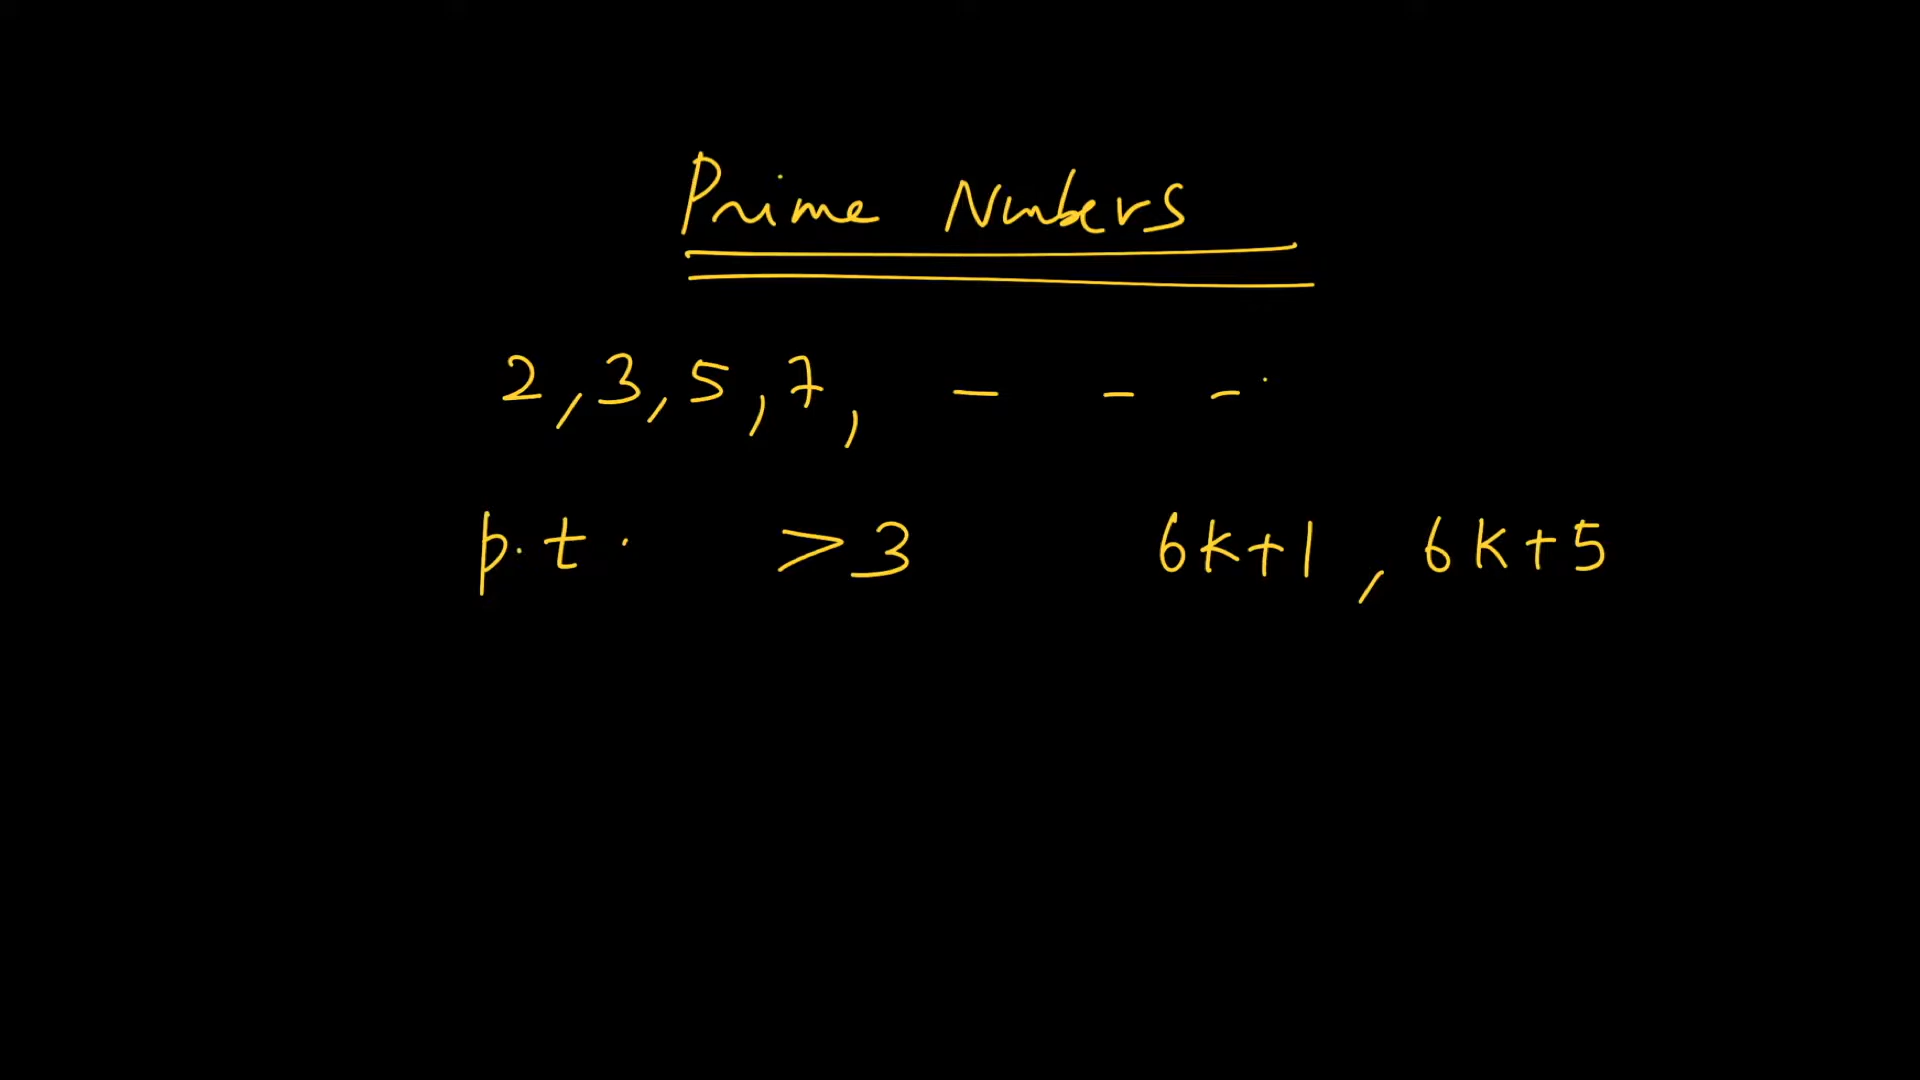 Prime Numbers
2, 3, 5, 7, - - -
p.t. >3 6k+1, 6k+5